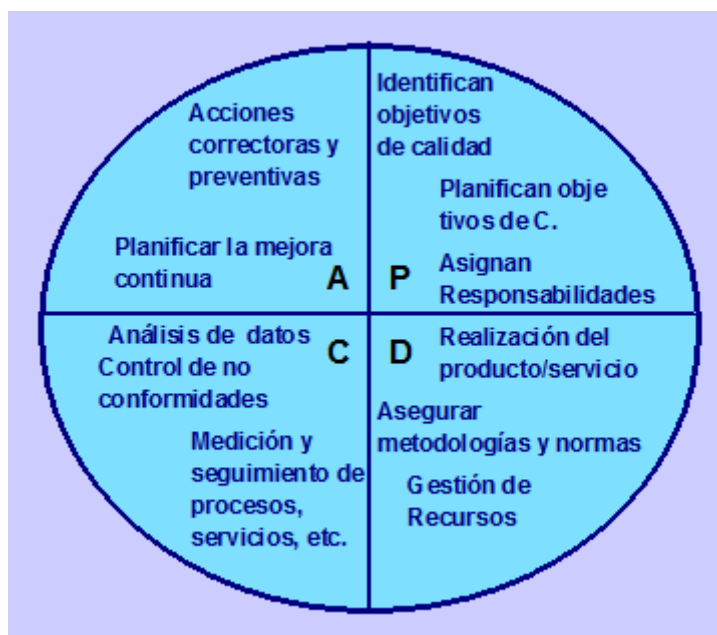 Acciones
correctoras y
preventivas
Planificar la mejora
continua
A
Identifican
objetivos
de calidad
Planifican obje
tivos de C.
P
Asignan
Responsabilidades
Análisis de datos
Control de no
conformidades
C
Medición y
seguimiento de
procesos,
servicios, etc.
D
Realización del
producto/servicio
Asegurar
metodologías y normas
Gestión de
Recursos